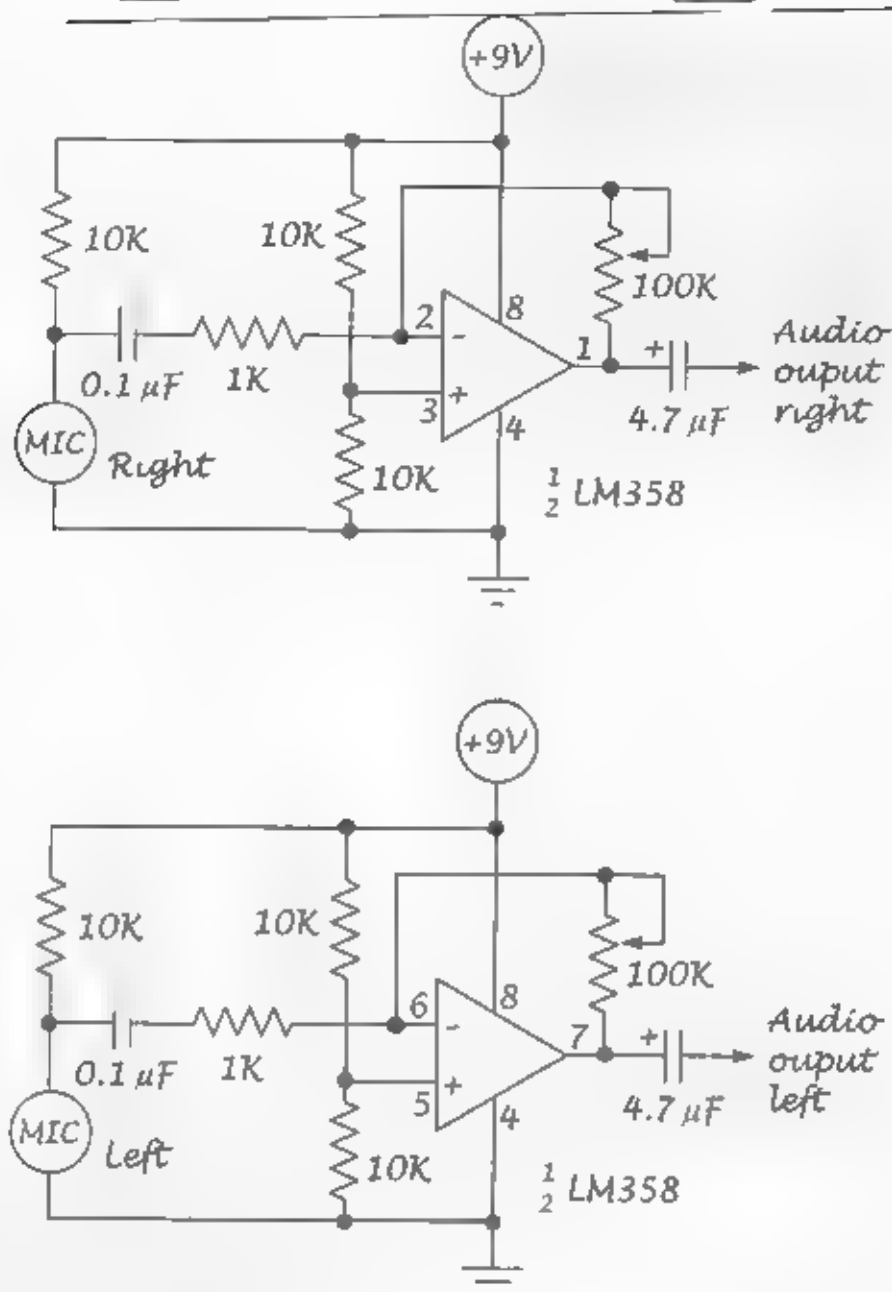 +9V
10K
10K
100K
2
-
8
1
+
Audio
ouput
right
0.1 µF
1K
3
+
4
4.7 µF
MIC
Right
10K
1/2 LM358
+9V
10K
10K
100K
6
-
8
7
+
Audio
ouput
left
0.1 µF
1K
5
+
4
4.7 µF
MIC
Left
10K
1/2 LM358